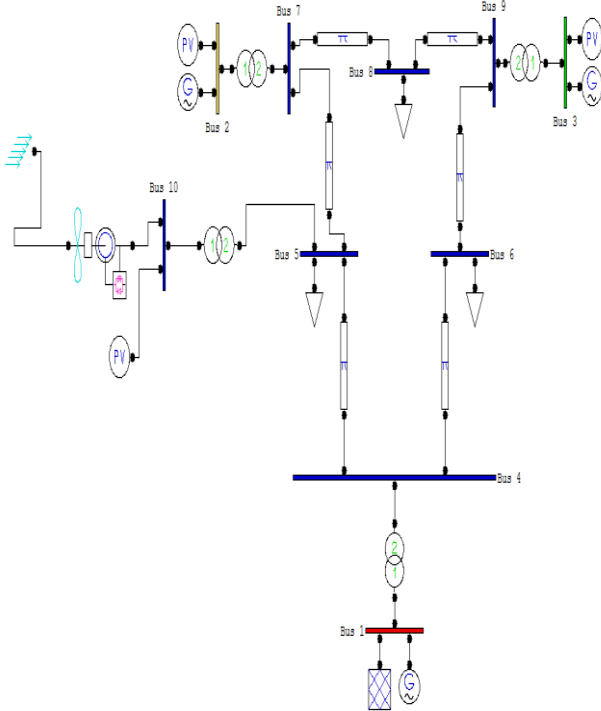 Bus 7
Bus 9
PV
PV
π
π
1 2
2 1
Bus 8
G
G
Bus 2
Bus 3
π
π
Bus 10
1 2
Bus 5
Bus 6
PV
π
π
Bus 4
2
1
Bus 1
G